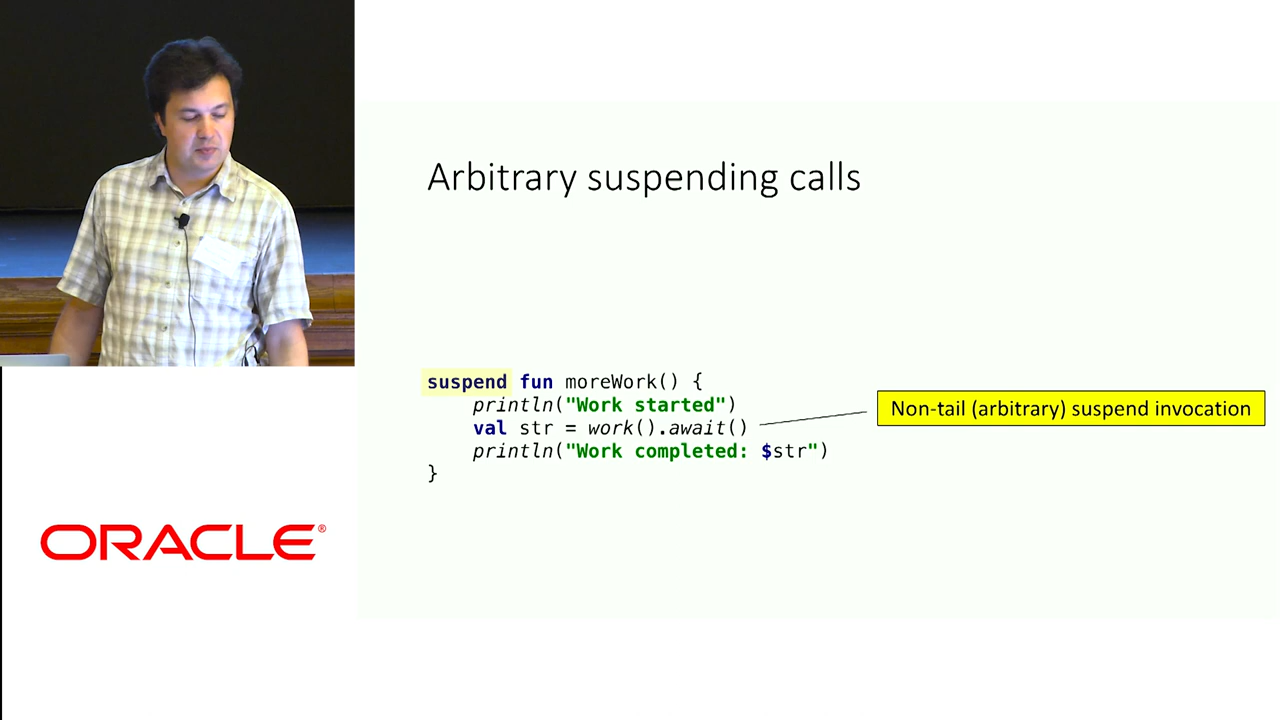 Arbitrary suspending calls
suspend fun moreWork() {
println("Work started")
val str = work().await()
println("Work completed: $str")
}
Non-tail (arbitrary) suspend invocation
ORACLE®